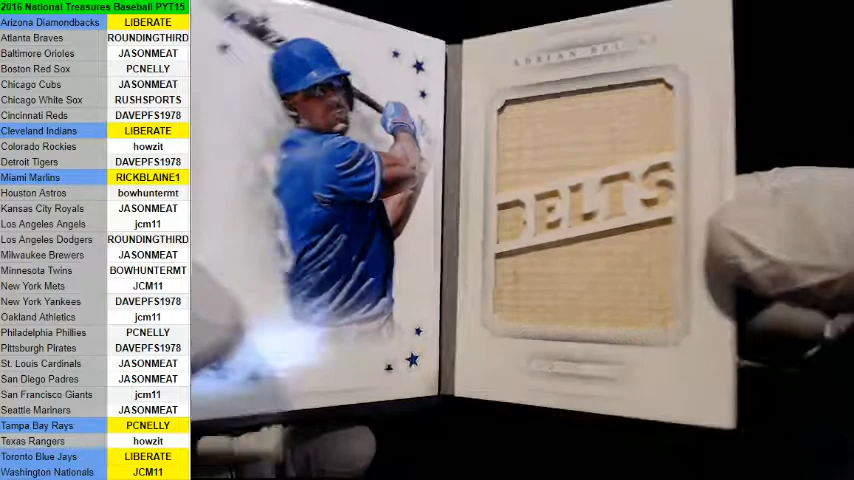 2016 National Treasures Baseball PYT15
Arizona Diamondbacks LIBERATE
Atlanta Braves ROUNDINGTHIRD
Baltimore Orioles JASONMEAT
Boston Red Sox PCNELLY
Chicago Cubs JASONMEAT
Chicago White Sox RUSHSPORTS
Cincinnati Reds DAVEPFS1978
Cleveland Indians LIBERATE
Colorado Rockies howzit
Detroit Tigers DAVEPFS1978
Miami Marlins RICKBLAINE1
Houston Astros bowhuntermt
Kansas City Royals JASONMEAT
Los Angeles Angels jcm11
Los Angeles Dodgers ROUNDINGTHIRD
Milwaukee Brewers JASONMEAT
Minnesota Twins BOWHUNTERMT
New York Mets JCM11
New York Yankees DAVEPFS1978
Oakland Athletics jcm11
Philadelphia Phillies PCNELLY
Pittsburgh Pirates DAVEPFS1978
St. Louis Cardinals JASONMEAT
San Diego Padres JASONMEAT
San Francisco Giants jcm11
Seattle Mariners JASONMEAT
Tampa Bay Rays PCNELLY
Texas Rangers howzit
Toronto Blue Jays LIBERATE
Washington Nationals JCM11
ADRIAN
BELTS